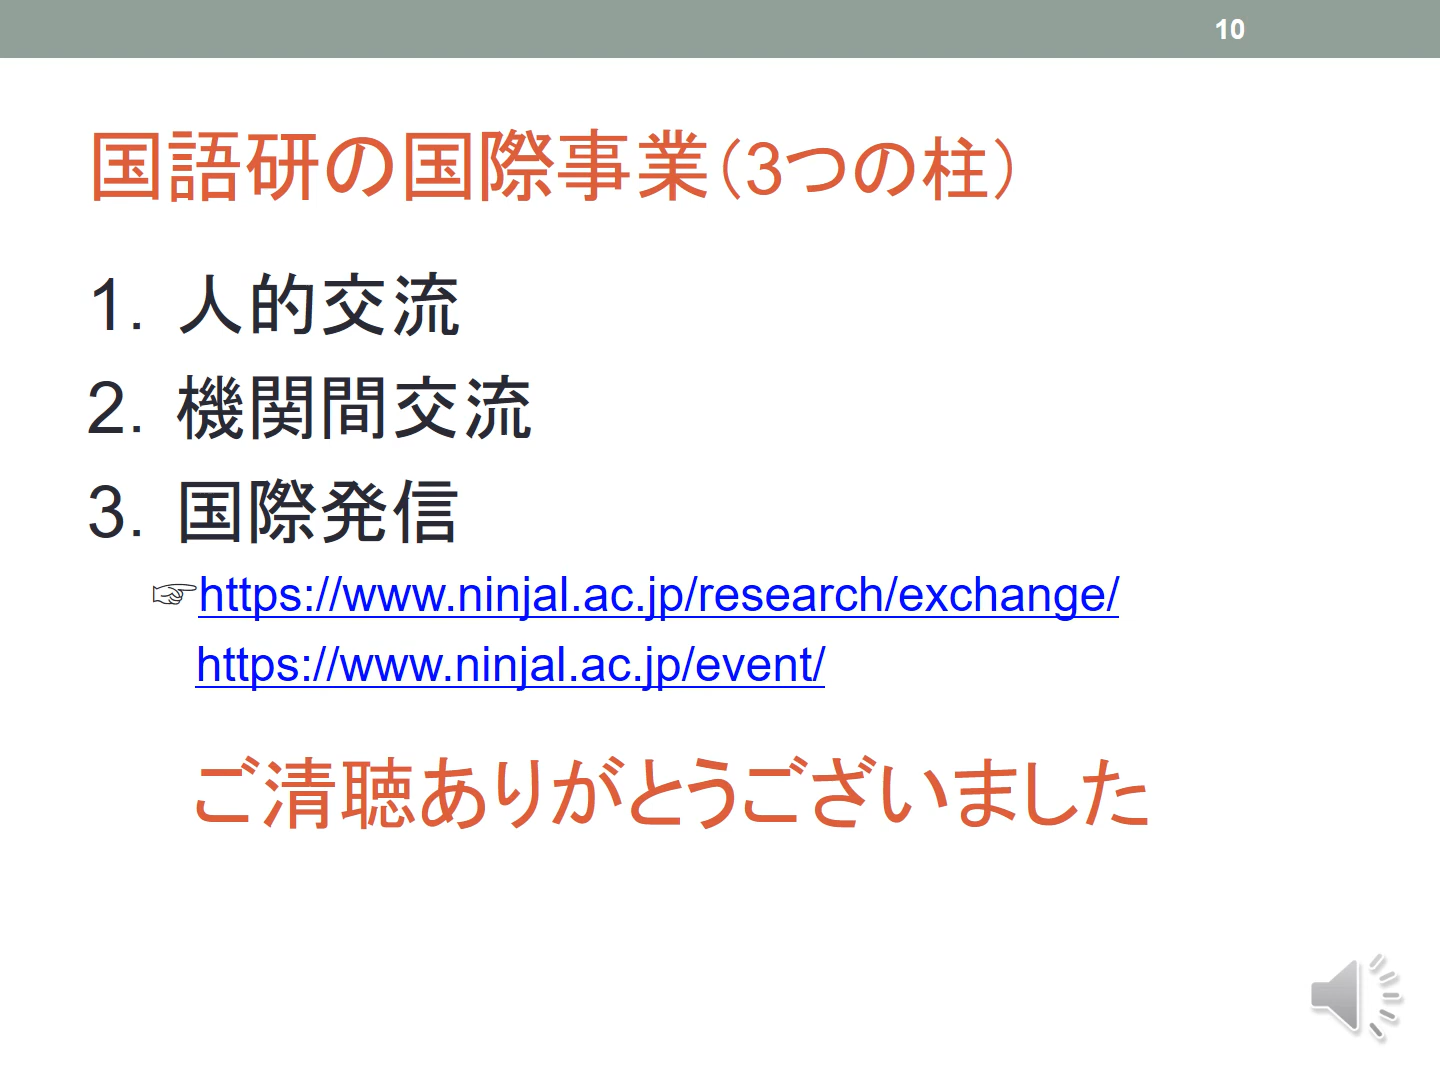 10
国語研の国際事業（3つの柱）
1. 人的交流
2. 機関間交流
3. 国際発信
☞https://www.ninjal.ac.jp/research/exchange/
https://www.ninjal.ac.jp/event/
ご清聴ありがとうございました